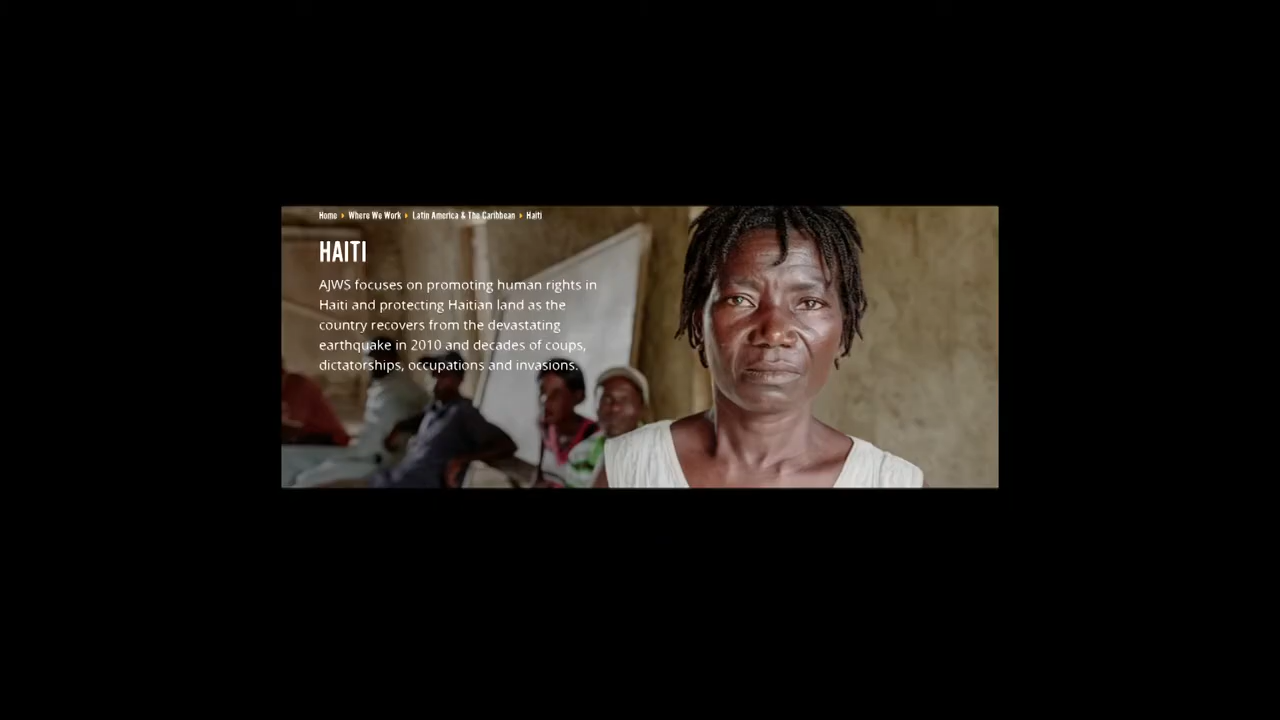 Home › Where We Work › Latin America & The Caribbean › Haiti
HAITI
AJWS focuses on promoting human rights in
Haiti and protecting Haitian land as the
country recovers from the devastating
earthquake in 2010 and decades of coups,
dictatorships, occupations and invasions.